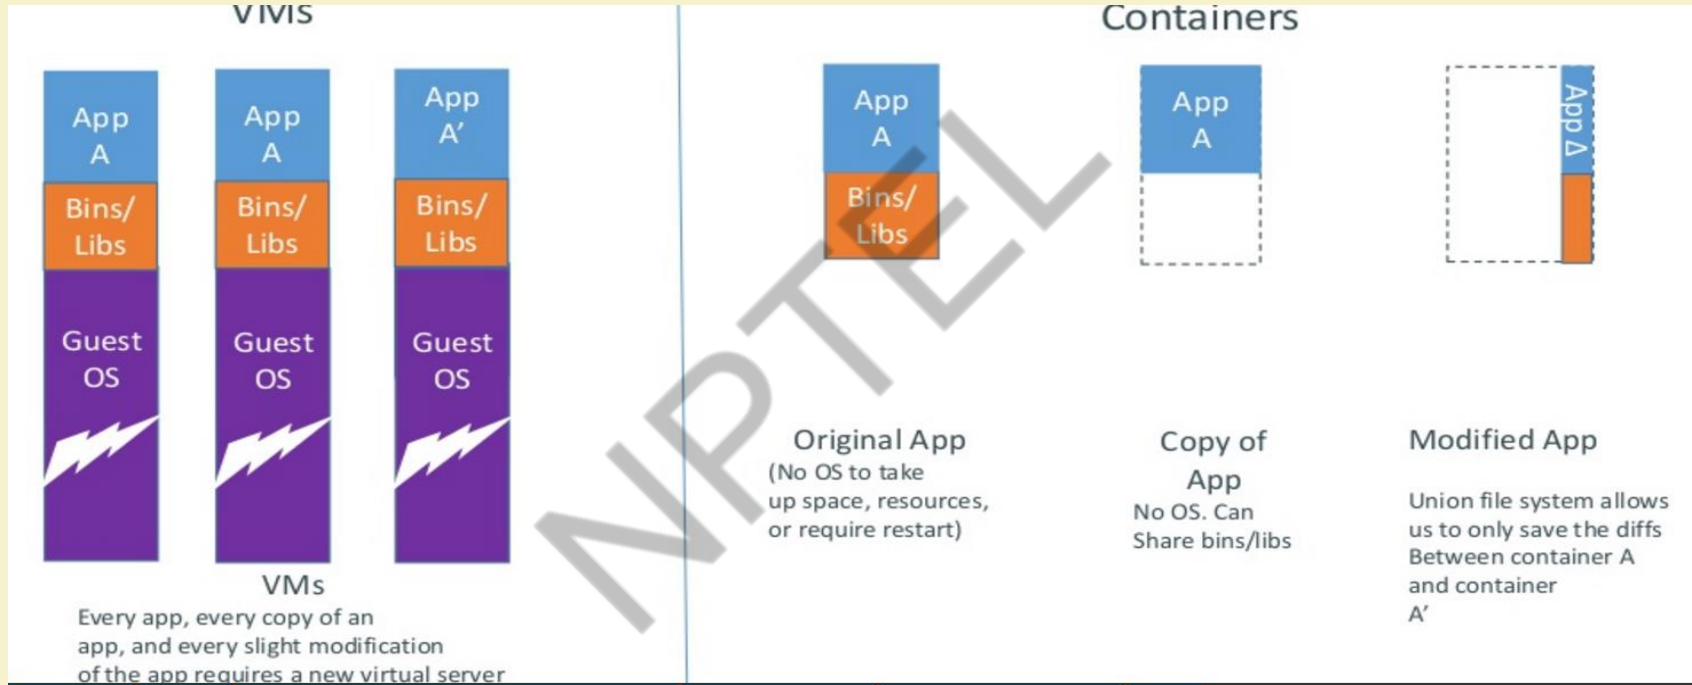 VMs
Containers
App
A
Bins/
Libs
Guest
OS
App
A
Bins/
Libs
Guest
OS
App
A’
Bins/
Libs
Guest
OS
VMs
Every app, every copy of an
app, and every slight modification
of the app requires a new virtual server
App
A
Bins/
Libs
Original App
(No OS to take
up space, resources,
or require restart)
App
A
Copy of
App
No OS. Can
Share bins/libs
App Δ
Modified App
Union file system allows
us to only save the diffs
Between container A
and container
A’
NPTEL